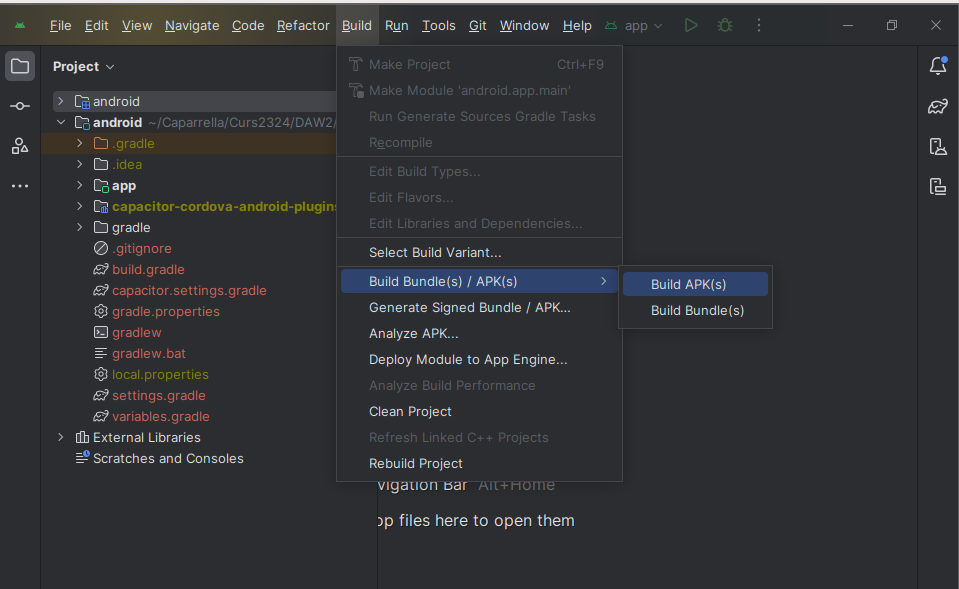 File Edit View Navigate Code Refactor Build Run Tools Git Window Help app
Project
android
android ~/Caparrella/Curs2324/DAW2/
.gradle
.idea
app
capacitor-cordova-android-plugins
gradle
.gitignore
build.gradle
capacitor.settings.gradle
gradle.properties
gradlew
gradlew.bat
local.properties
settings.gradle
variables.gradle
External Libraries
Scratches and Consoles
Make Project Ctrl+F9
Make Module 'android.app.main'
Run Generate Sources Gradle Tasks
Recompile
Edit Build Types...
Edit Flavors...
Edit Libraries and Dependencies...
Select Build Variant...
Build Bundle(s) / APK(s)
Generate Signed Bundle / APK...
Analyze APK...
Deploy Module to App Engine...
Analyze Build Performance
Clean Project
Refresh Linked C++ Projects
Rebuild Project
Build APK(s)
Build Bundle(s)
vigation Bar Alt+Home
op files here to open them